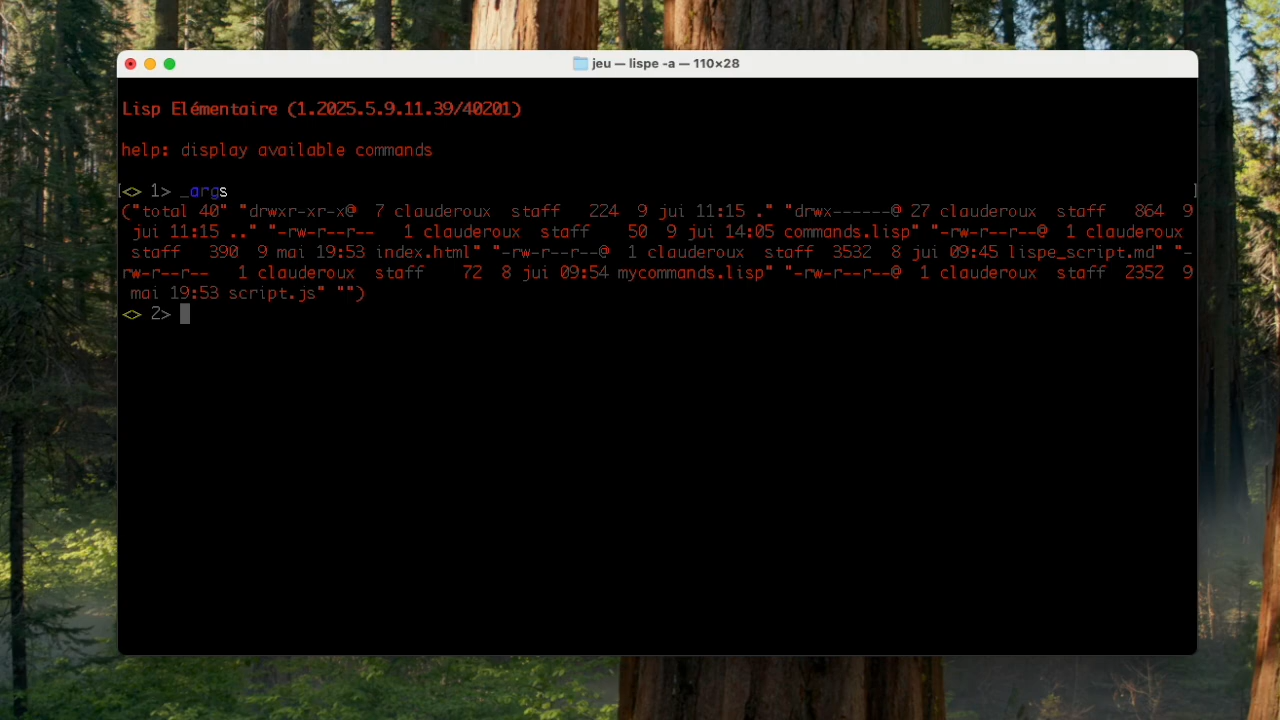 jeu — lispe -a — 110×28
Lisp Elémentaire (1.2025.5.9.11.39/40201)
help: display available commands
[<> 1> _args ]
("total 40" "drwxr-xr-x@  7 clauderoux  staff   224  9 jui 11:15 ." "drwx------@ 27 clauderoux  staff   864  9
 jui 11:15 .." "-rw-r--r--   1 clauderoux  staff    50  9 jui 14:05 commands.lisp" "-rw-r--r--@  1 clauderoux
 staff   390  9 mai 19:53 index.html" "-rw-r--r--@  1 clauderoux  staff  3532  8 jui 09:45 lispe_script.md" "-
rw-r--r--   1 clauderoux  staff    72  8 jui 09:54 mycommands.lisp" "-rw-r--r--@  1 clauderoux  staff  2352  9
 mai 19:53 script.js" "")
<> 2>